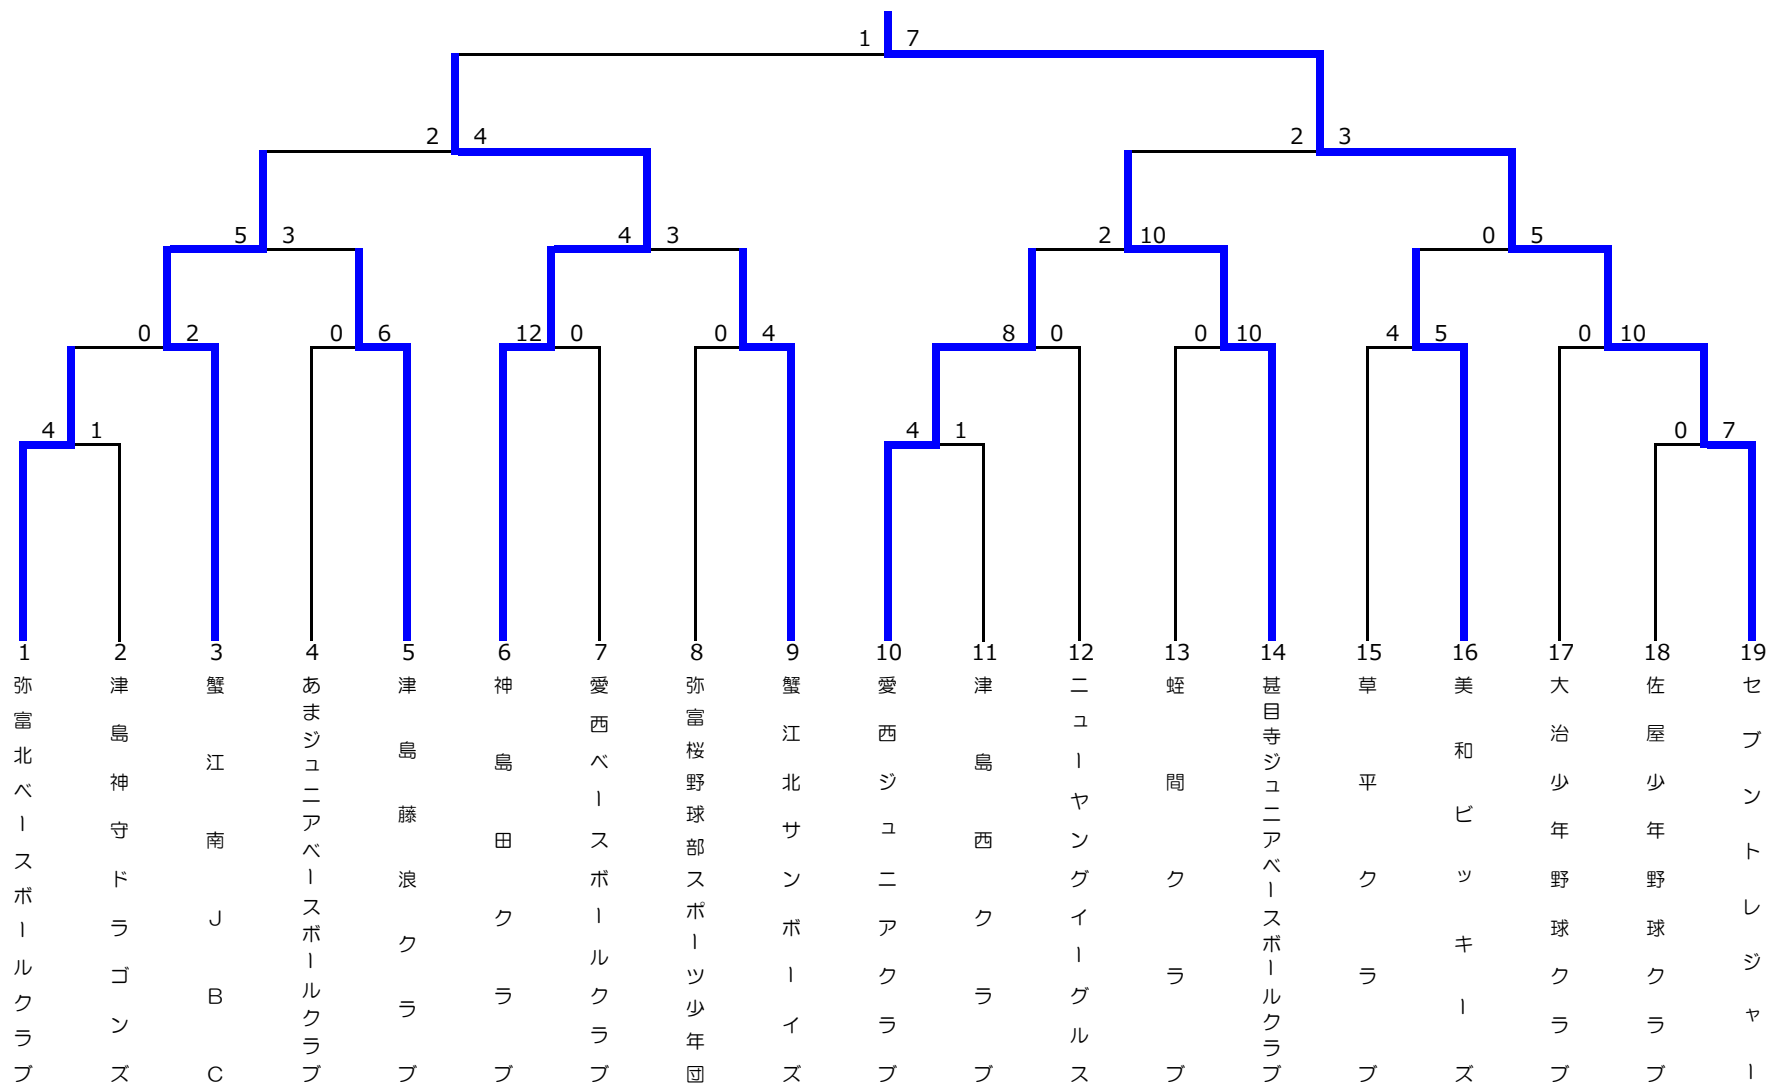 1 7
2 4 2 3
5 3 4 3 2 10 0 5
0 2 0 6 12 0 0 4 8 0 0 10 4 5 0 10
4 1 4 1 0 7
1 2 3 4 5 6 7 8 9 10 11 12 13 14 15 16 17 18 19
弥富北ベースボールクラブ
津島神守ドラゴンズ
蟹江南JBC
あまジュニアベースボールクラブ
津島藤浪クラブ
神島田クラブ
愛西ベースボールクラブ
弥富桜野球部スポーツ少年団
蟹江北サンボーイズ
愛西ジュニアクラブ
津島西クラブ
ニューヤングイーグルス
蛭間クラブ
甚目寺ジュニアベースボールクラブ
草平クラブ
美和ビッキーズ
大治少年野球クラブ
佐屋少年野球クラブ
セブントレジャー